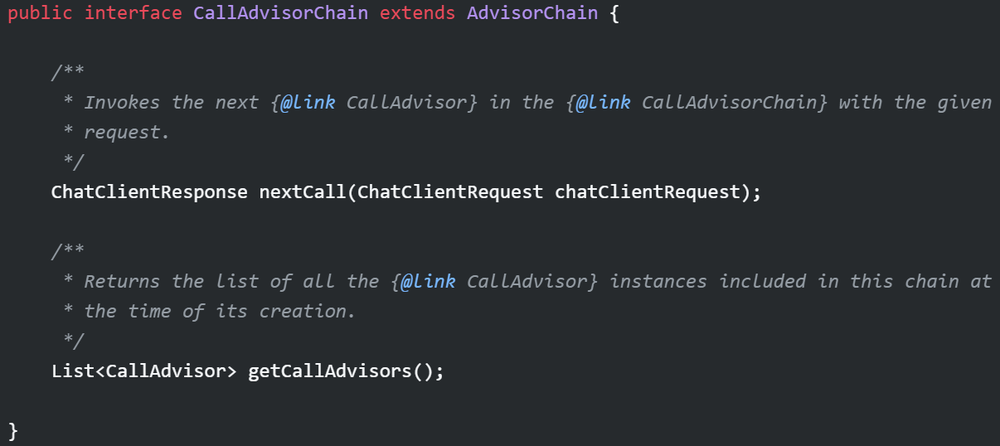 public interface CallAdvisorChain extends AdvisorChain {
/**
* Invokes the next {@link CallAdvisor} in the {@link CallAdvisorChain} with the given
* request.
*/
ChatClientResponse nextCall(ChatClientRequest chatClientRequest);
/**
* Returns the list of all the {@link CallAdvisor} instances included in this chain at
* the time of its creation.
*/
List<CallAdvisor> getCallAdvisors();
}